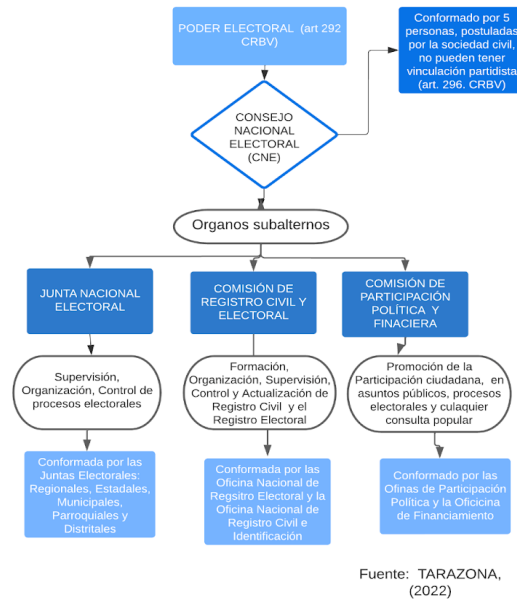 PODER ELECTORAL (art 292
CRBV)
Conformado por 5
personas, postuladas
por la sociedad civil,
no pueden tener
vinculación partidista
(art. 296. CRBV)
CONSEJO
NACIONAL
ELECTORAL
(CNE)
Organos subalternos
JUNTA NACIONAL
ELECTORAL
COMISIÓN DE
REGISTRO CIVIL Y
ELECTORAL
COMISIÓN DE
PARTICIPACIÓN
POLÍTICA Y
FINACIERA
Supervisión,
Organización, Control de
procesos electorales
Formación,
Organización, Supervisión,
Control y Actualización de
Registro Civil y el
Registro Electoral
Promoción de la
Participación ciudadana, en
asuntos públicos, procesos
electorales y culaquier
consulta popular
Conformada por las
Juntas Electorales:
Regionales, Estadales,
Municipales,
Parroquiales y
Distritales
Conformada por las
Oficina Nacional de
Regsitro Electoral y la
Oficina Nacional de
Registro Civil e
Identificación
Conformado por las
Ofinas de Participación
Política y la Oficicina
de Financiamiento
Fuente: TARAZONA,
(2022)